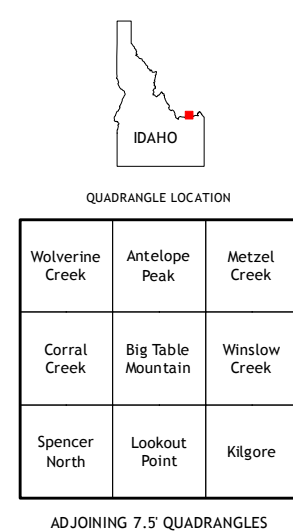 IDAHO
QUADRANGLE LOCATION
Wolverine
Creek
Antelope
Peak
Metzel
Creek
Corral
Creek
Big Table
Mountain
Winslow
Creek
Spencer
North
Lookout
Point
Kilgore
ADJOINING 7.5' QUADRANGLES